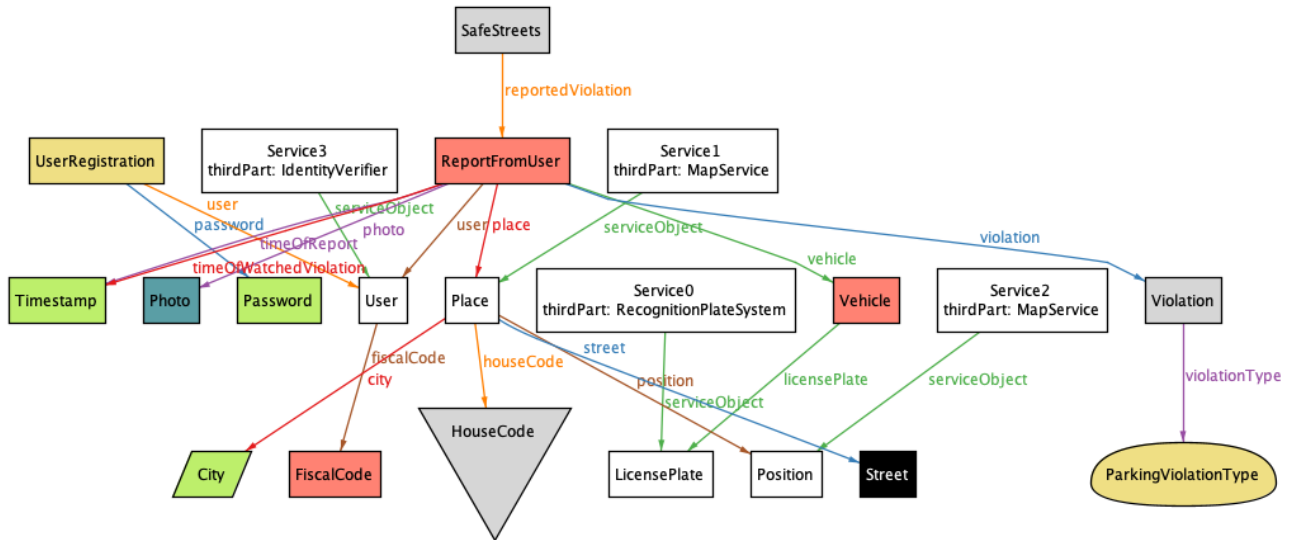 SafeStreets
reportedViolation
UserRegistration
Service3
thirdPart: IdentityVerifier
ReportFromUser
Service1
thirdPart: MapService
user
password
serviceObject
timeOfReport
photo
user
place
serviceObject
violation
vehicle
timeOfWatchedViolation
Timestamp
Photo
Password
User
Place
Service0
thirdPart: RecognitionPlateSystem
Vehicle
Service2
thirdPart: MapService
Violation
fiscalCode
city
houseCode
street
position
serviceObject
licensePlate
serviceObject
violationType
City
FiscalCode
HouseCode
LicensePlate
Position
Street
ParkingViolationType